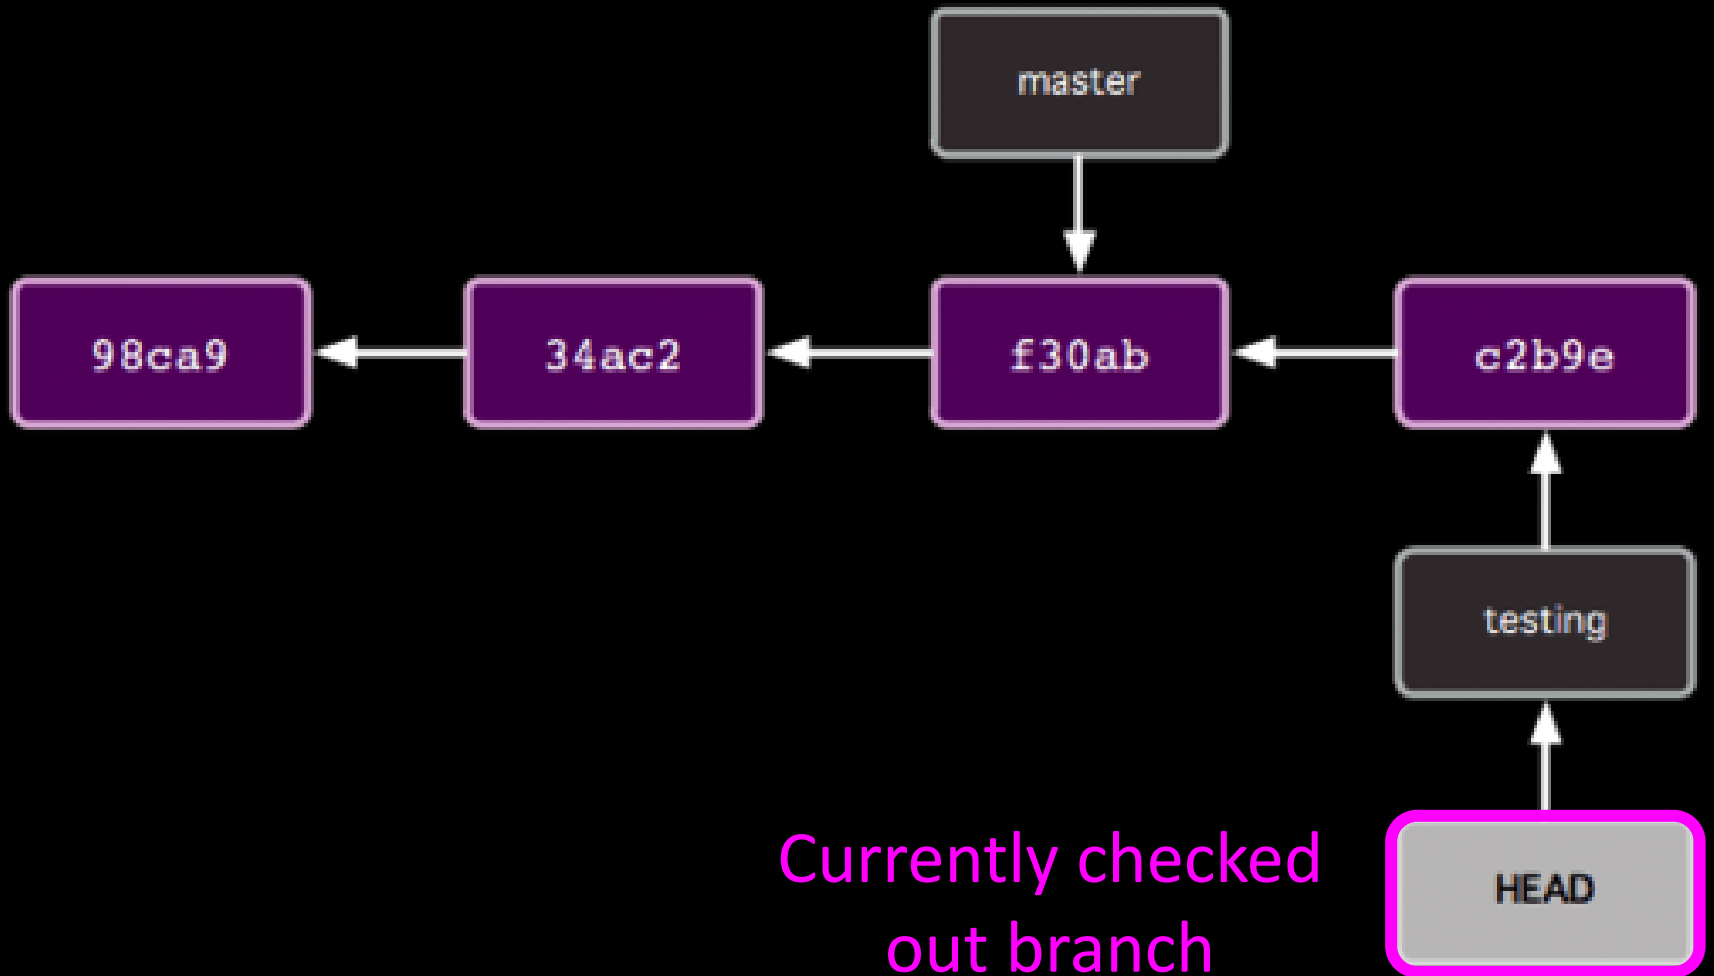 master
98ca9
34ac2
f30ab
c2b9e
testing
Currently checked
out branch
HEAD